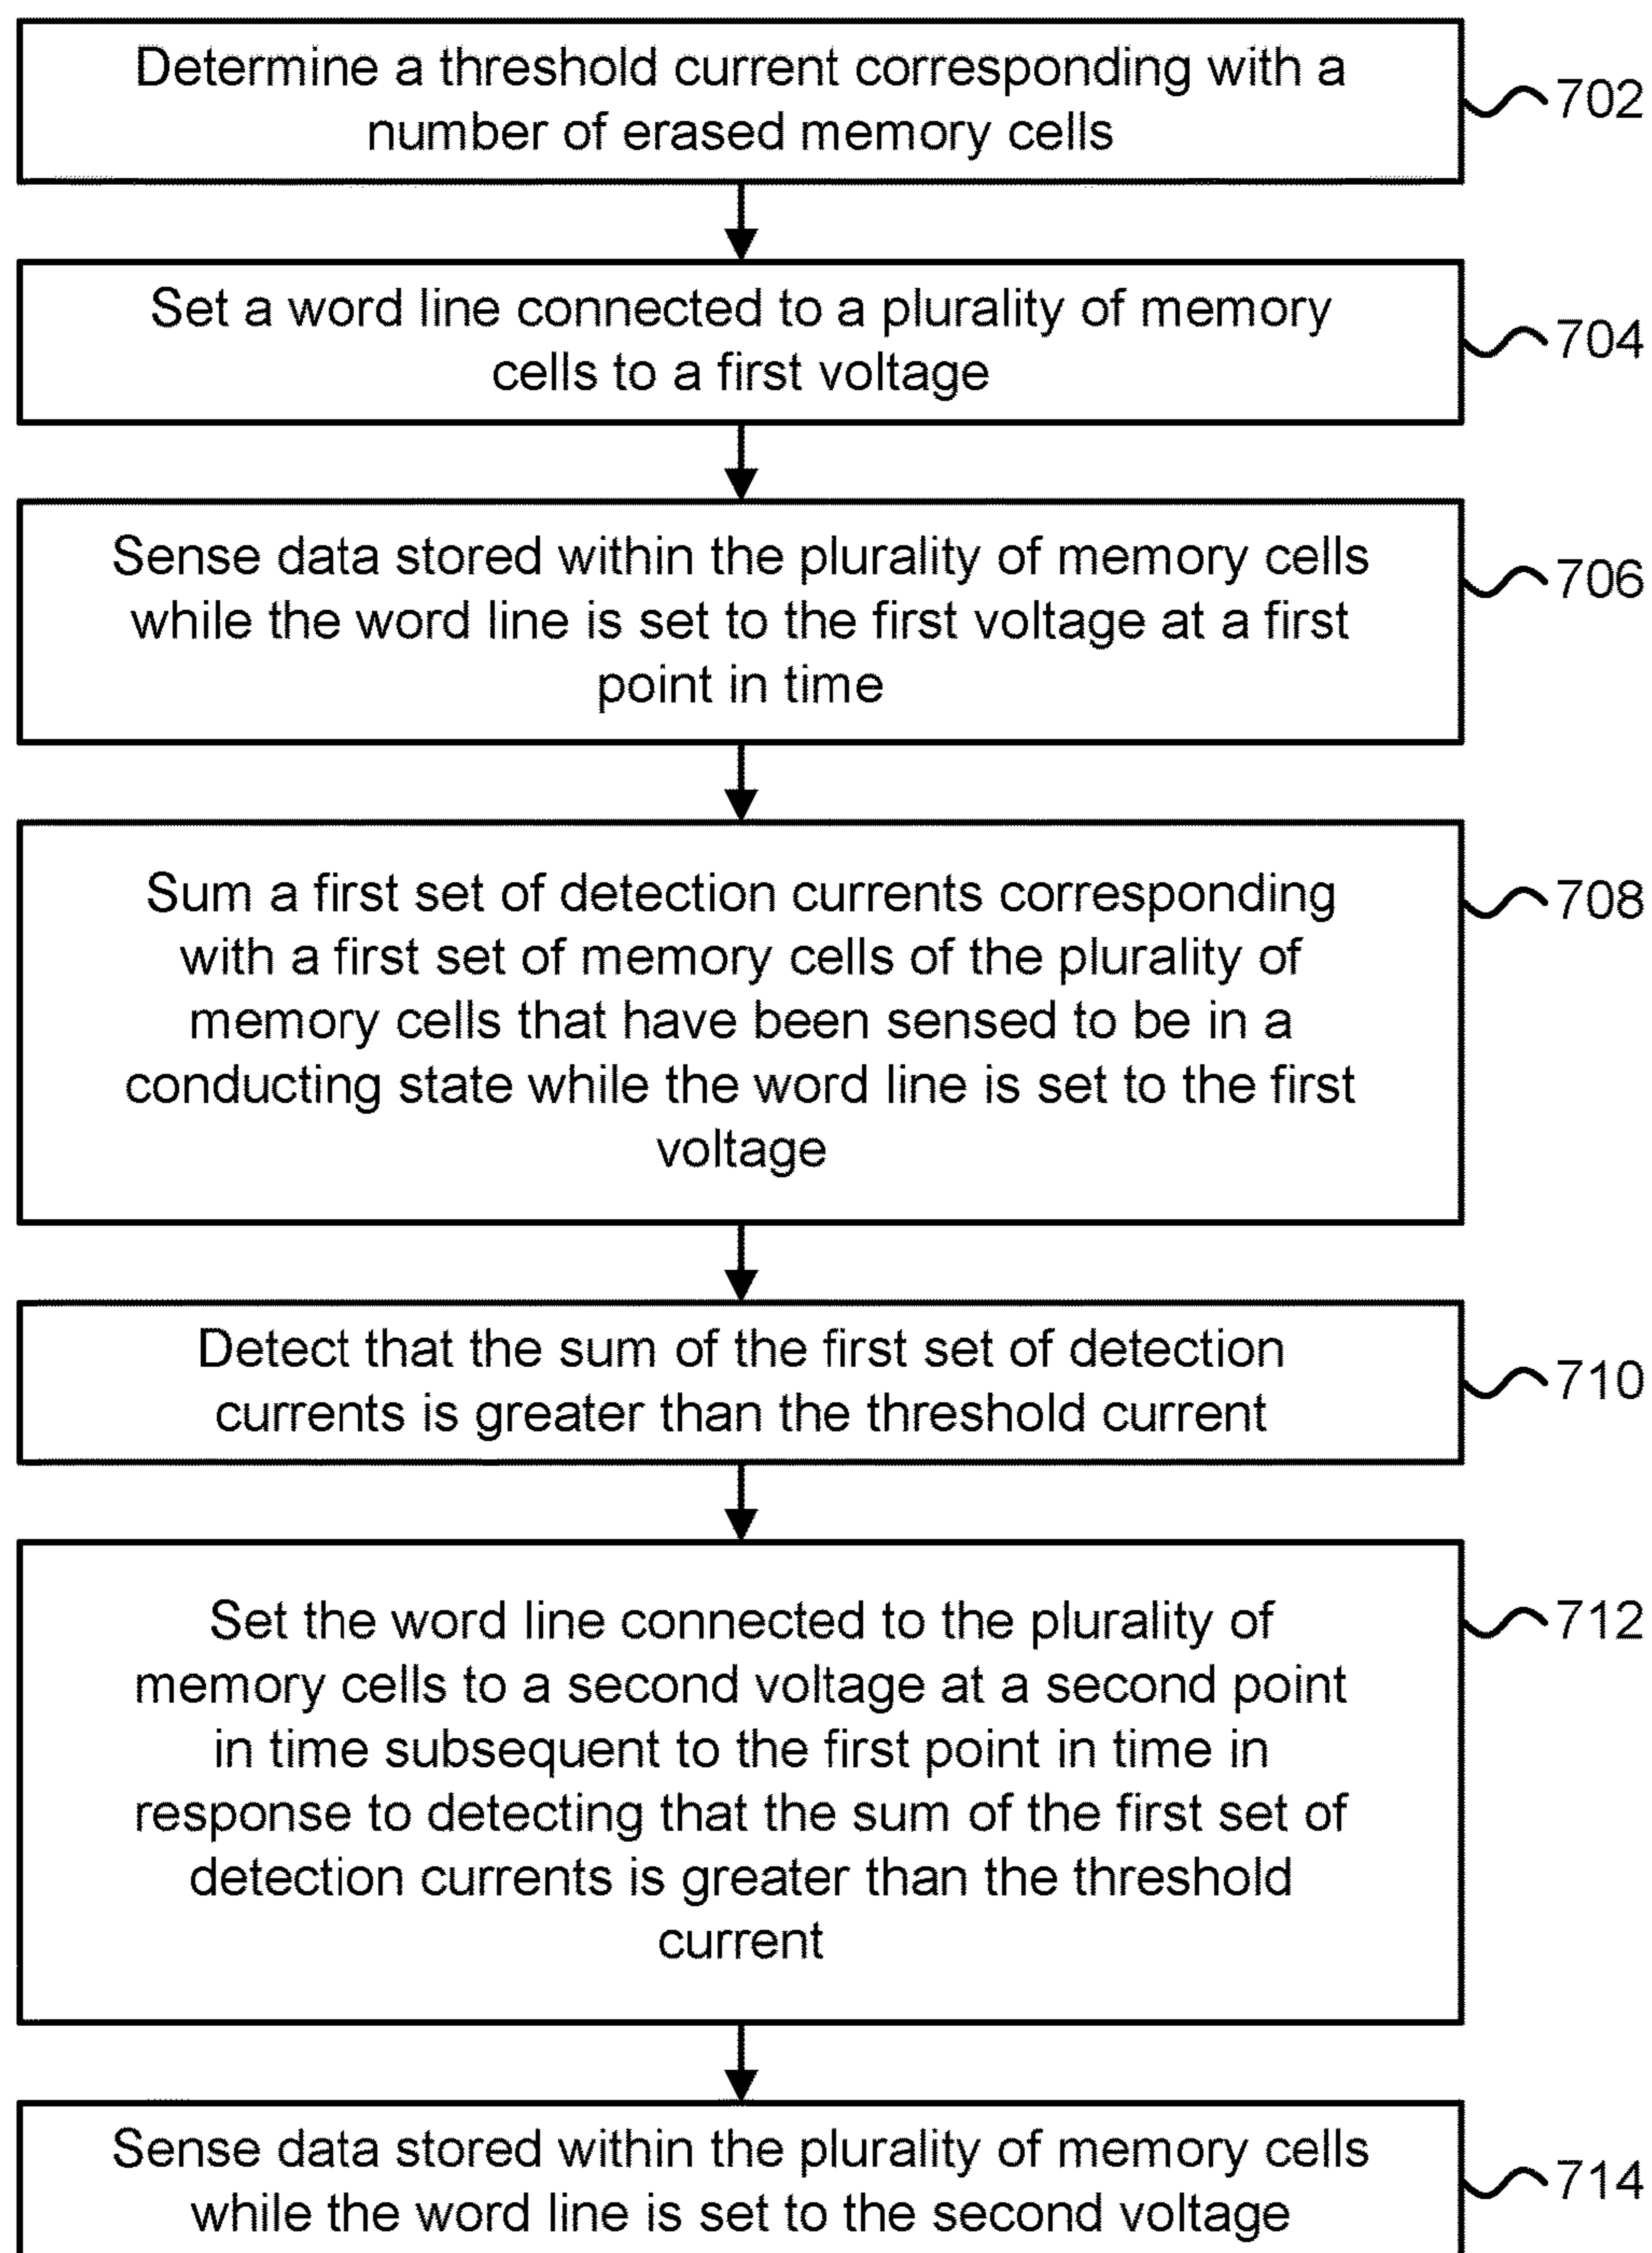 Determine a threshold current corresponding with a
number of erased memory cells
702
Set a word line connected to a plurality of memory
cells to a first voltage
704
Sense data stored within the plurality of memory cells
while the word line is set to the first voltage at a first
point in time
706
Sum a first set of detection currents corresponding
with a first set of memory cells of the plurality of
memory cells that have been sensed to be in a
conducting state while the word line is set to the first
voltage
708
Detect that the sum of the first set of detection
currents is greater than the threshold current
710
Set the word line connected to the plurality of
memory cells to a second voltage at a second point
in time subsequent to the first point in time in
response to detecting that the sum of the first set of
detection currents is greater than the threshold
current
712
Sense data stored within the plurality of memory cells
while the word line is set to the second voltage
714